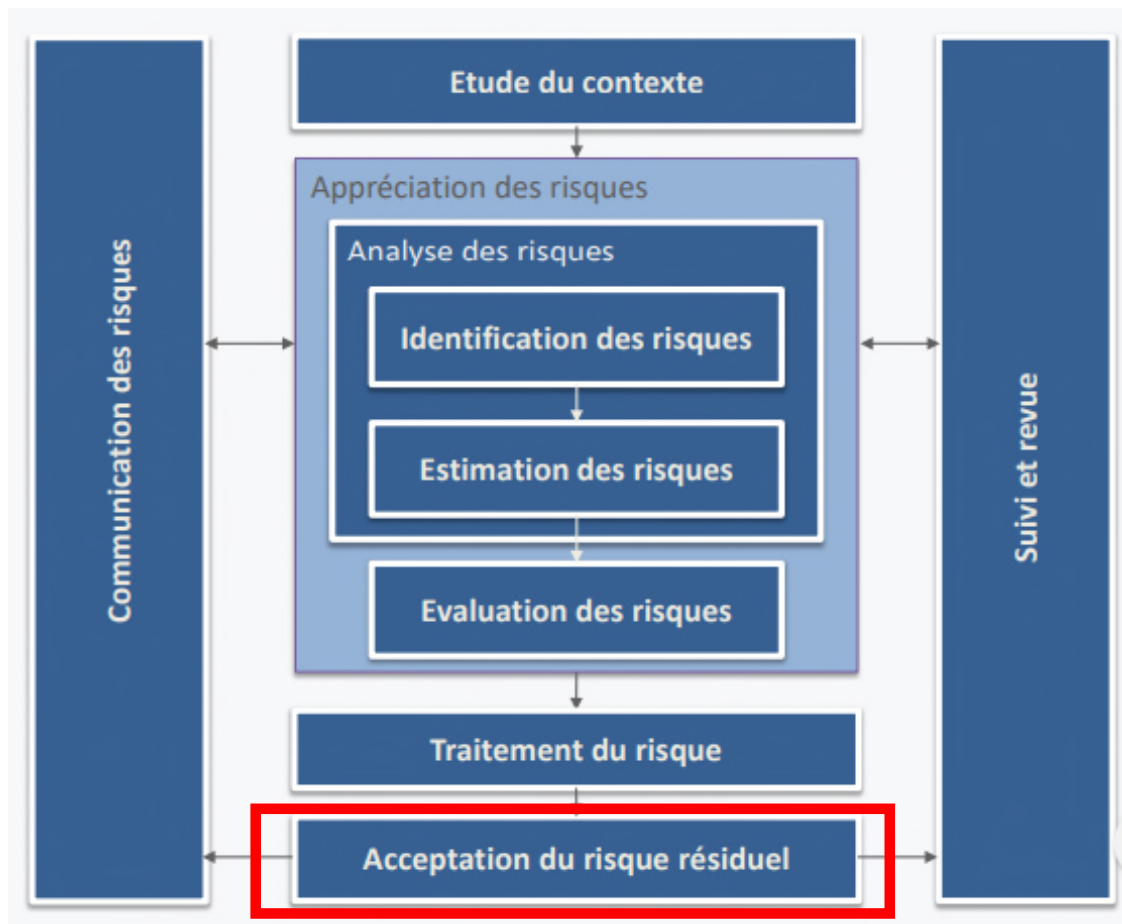 Etude du contexte
Appréciation des risques
Analyse des risques
Identification des risques
Estimation des risques
Evaluation des risques
Traitement du risque
Acceptation du risque résiduel
Communication des risques
Suivi et revue